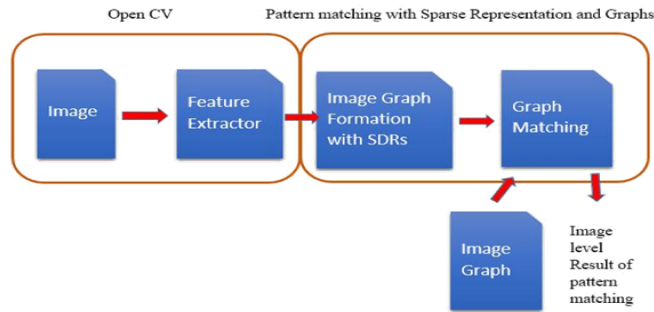 Open CV
Pattern matching with Sparse Representation and Graphs
Image
Feature
Extractor
Image Graph
Formation
with SDRs
Graph
Matching
Image
Graph
Image
level
Result of
pattern
matching